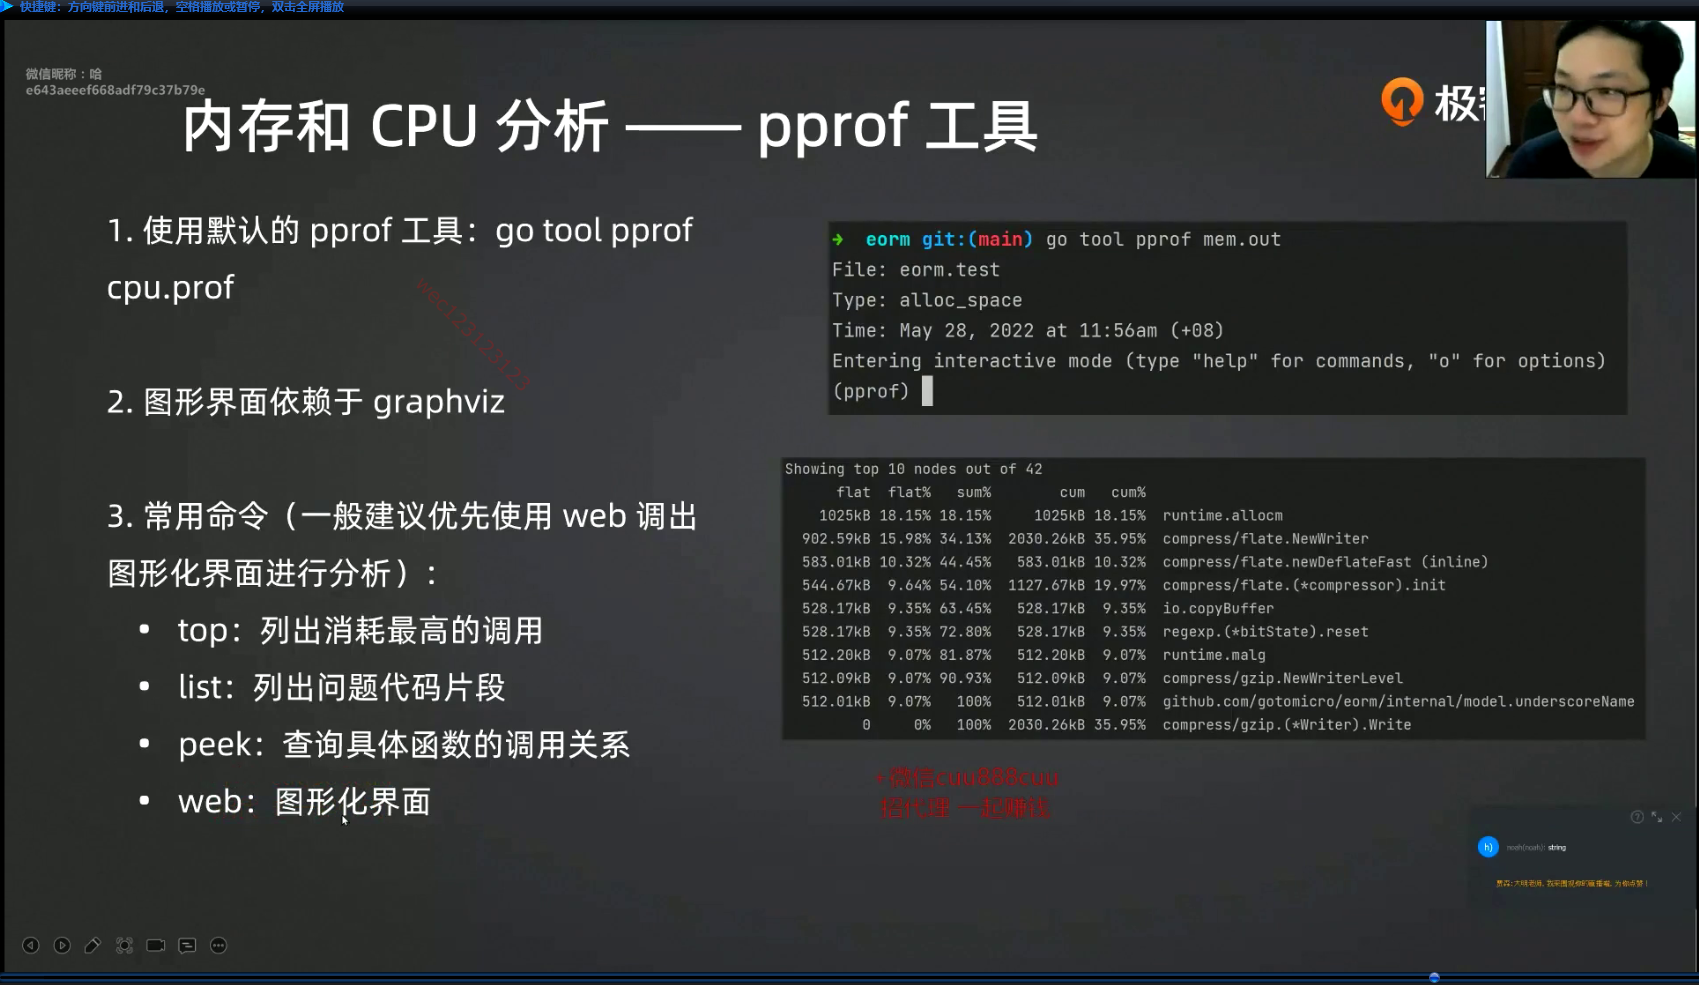 快捷键：方向键前进和后退，空格播放或暂停，双击全屏播放
微信昵称：哈
e643aeeef668adf79c37b79e
内存和 CPU 分析 —— pprof 工具
极客
1. 使用默认的 pprof 工具：go tool pprof
cpu.prof
wec123123123
2. 图形界面依赖于 graphviz
3. 常用命令（一般建议优先使用 web 调出
图形化界面进行分析）：
• top：列出消耗最高的调用
• list：列出问题代码片段
• peek：查询具体函数的调用关系
• web：图形化界面
➜ eorm git:(main) go tool pprof mem.out
File: eorm.test
Type: alloc_space
Time: May 28, 2022 at 11:56am (+08)
Entering interactive mode (type "help" for commands, "o" for options)
(pprof)
Showing top 10 nodes out of 42
flat flat% sum% cum cum%
1025kB 18.15% 18.15% 1025kB 18.15% runtime.allocm
902.59kB 15.98% 34.13% 2030.26kB 35.95% compress/flate.NewWriter
583.01kB 10.32% 44.45% 583.01kB 10.32% compress/flate.newDeflateFast (inline)
544.67kB 9.64% 54.10% 1127.67kB 19.97% compress/flate.(*compressor).init
528.17kB 9.35% 63.45% 528.17kB 9.35% io.copyBuffer
528.17kB 9.35% 72.80% 528.17kB 9.35% regexp.(*bitState).reset
512.20kB 9.07% 81.87% 512.20kB 9.07% runtime.malg
512.09kB 9.07% 90.93% 512.09kB 9.07% compress/gzip.NewWriterLevel
512.01kB 9.07% 100% 512.01kB 9.07% github.com/gotomicro/eorm/internal/model.underscoreName
0 0% 100% 2030.26kB 35.95% compress/gzip.(*Writer).Write
+微信cuu888cuu
招代理 一起赚钱
h)
noah(noah): string